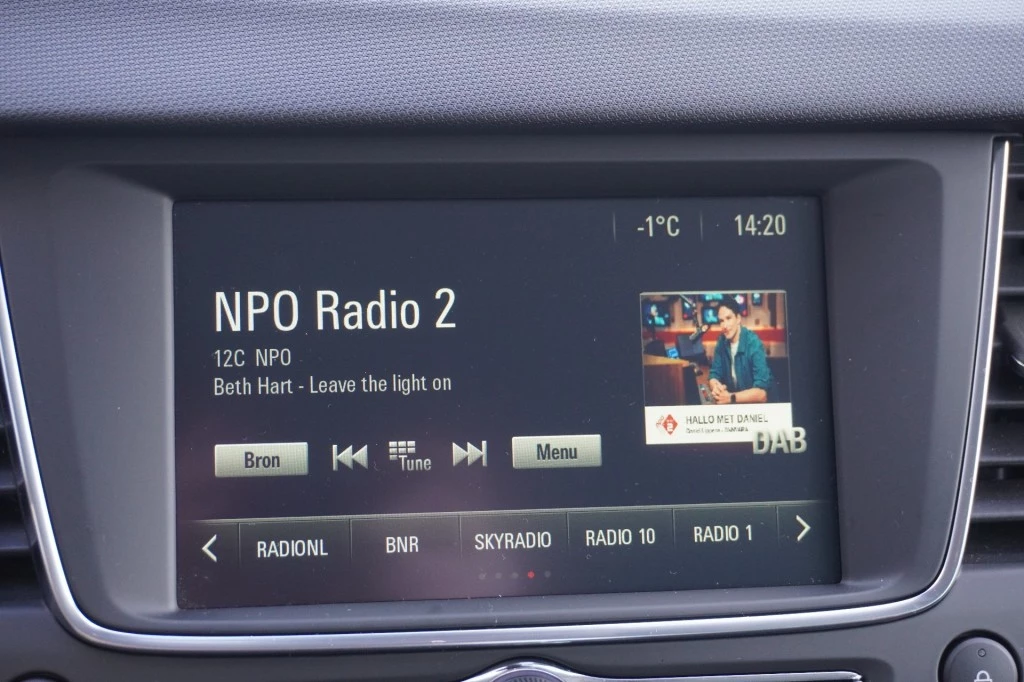 -1°C 14:20
NPO Radio 2
12C NPO
Beth Hart - Leave the light on
HALLO MET DANIEL
DAB
Bron Tune Menu
RADIONL BNR SKYRADIO RADIO 10 RADIO 1